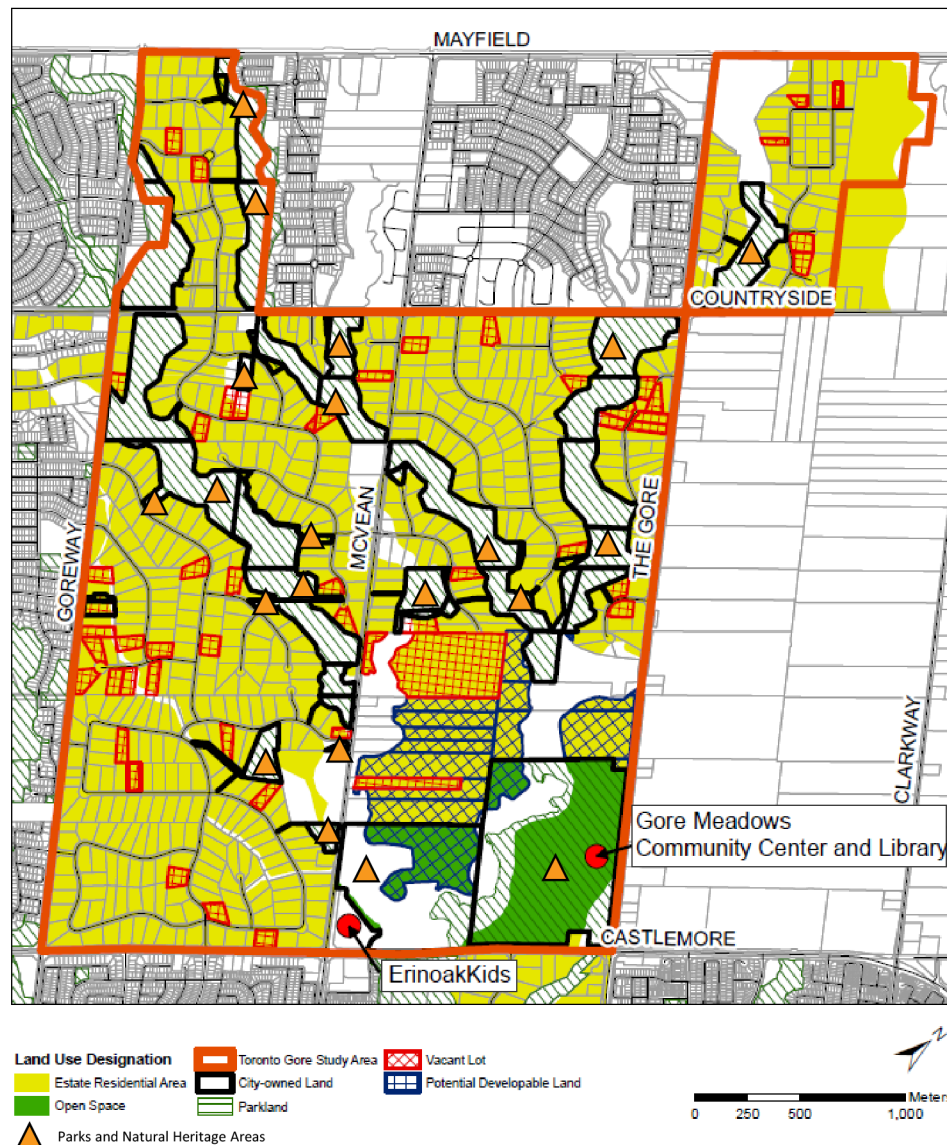 MAYFIELD
COUNTRYSIDE
GOREWAY
MCVEAN
THE GORE
CLARKWAY
Gore Meadows
Community Center and Library
CASTLEMORE
ErinoakKids
Land Use Designation
Estate Residential Area
Open Space
Toronto Gore Study Area
City-owned Land
Parkland
Vacant Lot
Potential Developable Land
Parks and Natural Heritage Areas
N
Meters
0 250 500 1,000